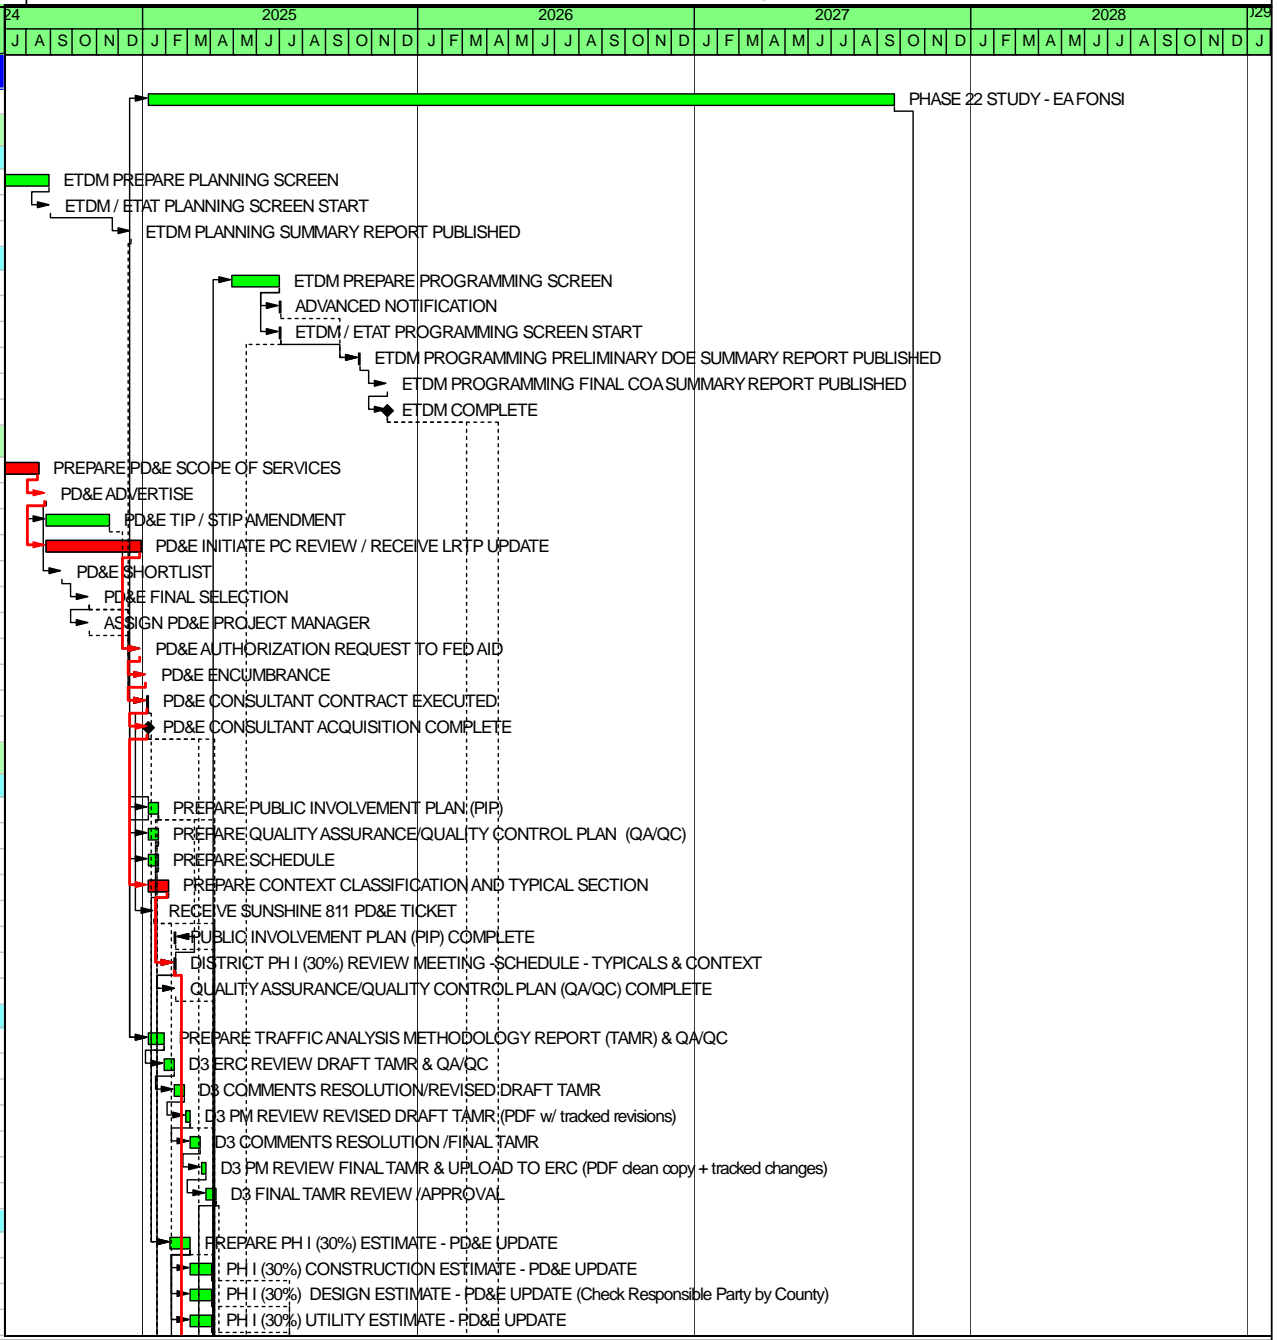 24 2025 2026 2027 2028 029
J A S O N D J F M A M J J A S O N D J F M A M J J A S O N D J F M A M J J A S O N D J F M A M J J A S O N D J
PHASE 22 STUDY - EA FONSI
ETDM PREPARE PLANNING SCREEN
ETDM / ETAT PLANNING SCREEN START
ETDM PLANNING SUMMARY REPORT PUBLISHED
ETDM PREPARE PROGRAMMING SCREEN
ADVANCED NOTIFICATION
ETDM / ETAT PROGRAMMING SCREEN START
ETDM PROGRAMMING PRELIMINARY DOE SUMMARY REPORT PUBLISHED
ETDM PROGRAMMING FINAL COA SUMMARY REPORT PUBLISHED
ETDM COMPLETE
PREPARE PD&E SCOPE OF SERVICES
PD&E ADVERTISE
PD&E TIP / STIP AMENDMENT
PD&E INITIATE PC REVIEW / RECEIVE LRTP UPDATE
PD&E SHORTLIST
PD&E FINAL SELECTION
ASSIGN PD&E PROJECT MANAGER
PD&E AUTHORIZATION REQUEST TO FED AID
PD&E ENCUMBRANCE
PD&E CONSULTANT CONTRACT EXECUTED
PD&E CONSULTANT ACQUISITION COMPLETE
PREPARE PUBLIC INVOLVEMENT PLAN (PIP)
PREPARE QUALITY ASSURANCE/QUALITY CONTROL PLAN (QA/QC)
PREPARE SCHEDULE
PREPARE CONTEXT CLASSIFICATION AND TYPICAL SECTION
RECEIVE SUNSHINE 811 PD&E TICKET
PUBLIC INVOLVEMENT PLAN (PIP) COMPLETE
DISTRICT PH I (30%) REVIEW MEETING -SCHEDULE - TYPICALS & CONTEXT
QUALITY ASSURANCE/QUALITY CONTROL PLAN (QA/QC) COMPLETE
PREPARE TRAFFIC ANALYSIS METHODOLOGY REPORT (TAMR) & QA/QC
D3 ERC REVIEW DRAFT TAMR & QA/QC
D3 COMMENTS RESOLUTION/REVISED DRAFT TAMR
D3 PM REVIEW REVISED DRAFT TAMR (PDF w/ tracked revisions)
D3 COMMENTS RESOLUTION /FINAL TAMR
D3 PM REVIEW FINAL TAMR & UPLOAD TO ERC (PDF clean copy + tracked changes)
D3 FINAL TAMR REVIEW /APPROVAL
PREPARE PH I (30%) ESTIMATE - PD&E UPDATE
PH I (30%) CONSTRUCTION ESTIMATE - PD&E UPDATE
PH I (30%) DESIGN ESTIMATE - PD&E UPDATE (Check Responsible Party by County)
PH I (30%) UTILITY ESTIMATE - PD&E UPDATE